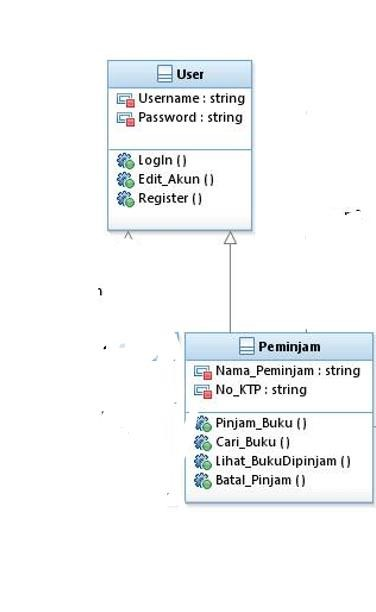 User
Username : string
Password : string
LogIn ()
Edit_Akun ()
Register ()
Peminjam
Nama_Peminjam : string
No_KTP : string
Pinjam_Buku ()
Cari_Buku ()
Lihat_BukuDipinjam ()
Batal_Pinjam ()